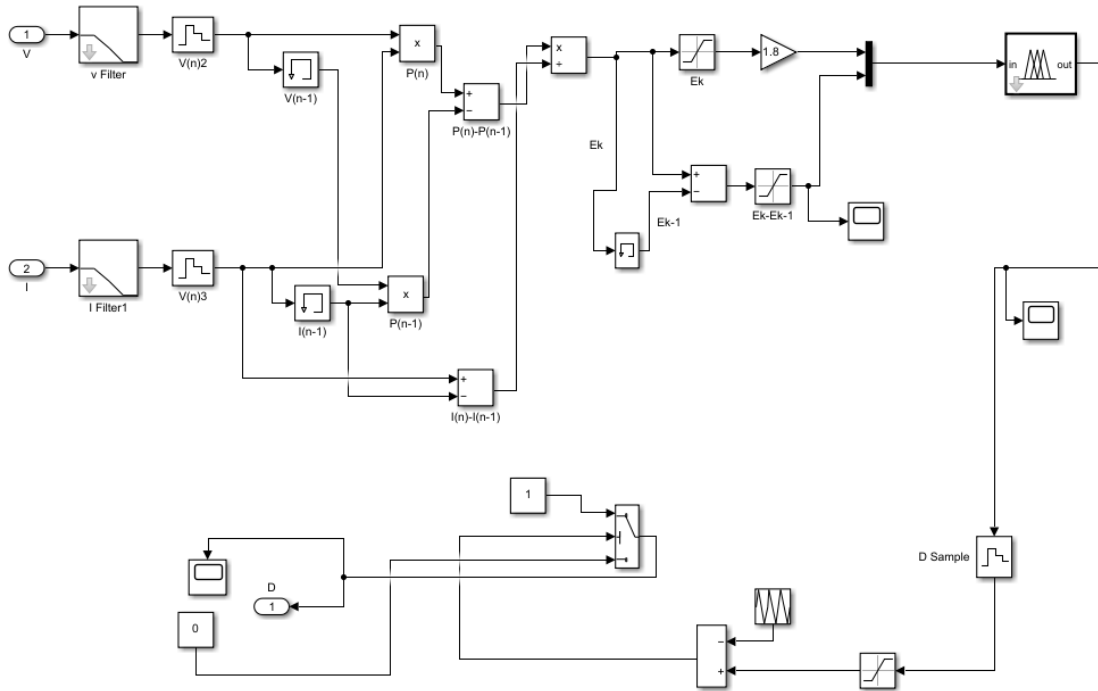 1
V
v Filter
V(n)2
V(n-1)
x
P(n)
+
−
P(n)-P(n-1)
x
÷
Ek
1.8
in
out
Ek
+
−
Ek-1
Ek-Ek-1
2
I
I Filter1
V(n)3
I(n-1)
x
P(n-1)
+
−
I(n)-I(n-1)
1
D
1
0
D Sample
−
+